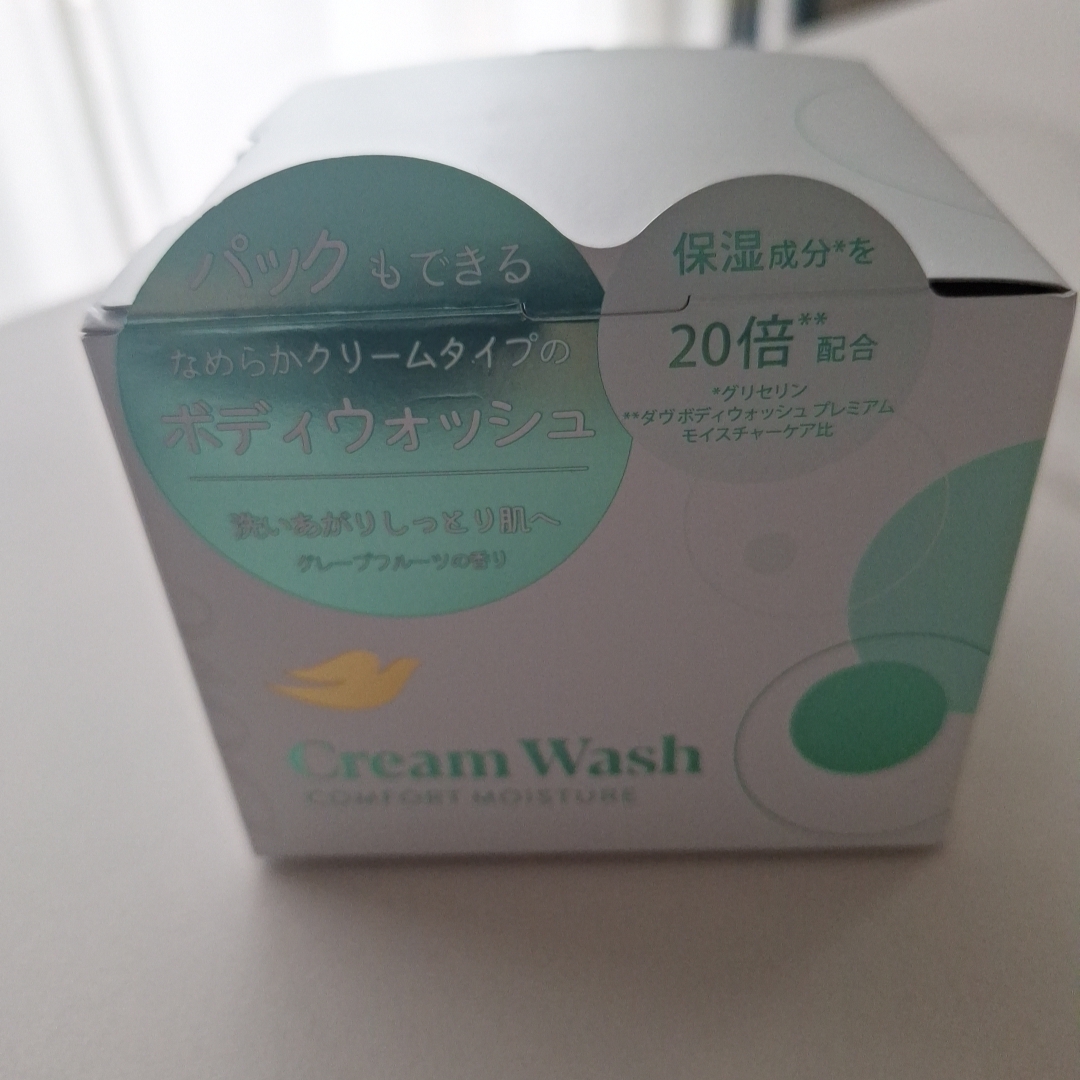 パックもできる
なめらかクリームタイプの
ボディウォッシュ
洗いあがりしっとり肌へ
グレープフルーツの香り
保湿成分*を
20倍** 配合
*グリセリン
**ダヴ ボディウォッシュ プレミアム
モイスチャーケア比
Cream Wash
COMFORT MOISTURE